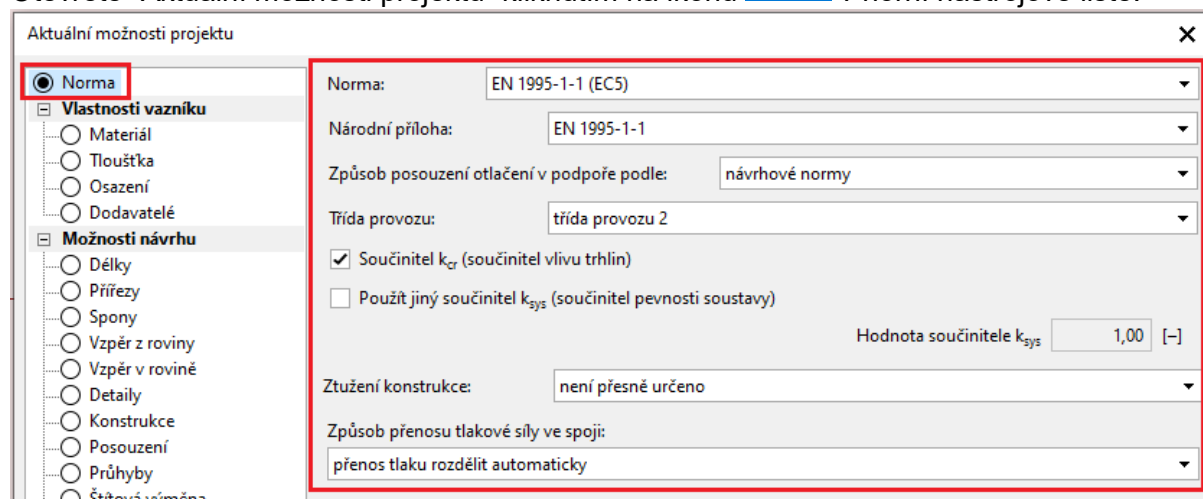 Aktuální možnosti projektu
Norma
Vlastnosti vazníku
Materiál
Tloušťka
Osazení
Dodavatelé
Možnosti návrhu
Délky
Přířezy
Spony
Vzpěr z roviny
Vzpěr v rovině
Detaily
Konstrukce
Posouzení
Průhyby
Norma: EN 1995-1-1 (EC5)
Národní příloha: EN 1995-1-1
Způsob posouzení otlačení v podpoře podle: návrhové normy
Třída provozu: třída provozu 2
Součinitel kcr (součinitel vlivu trhlin)
Použít jiný součinitel ksys (součinitel pevnosti soustavy)
Hodnota součinitele ksys 1,00 [–]
Ztužení konstrukce: není přesně určeno
Způsob přenosu tlakové síly ve spoji:
přenos tlaku rozdělit automaticky